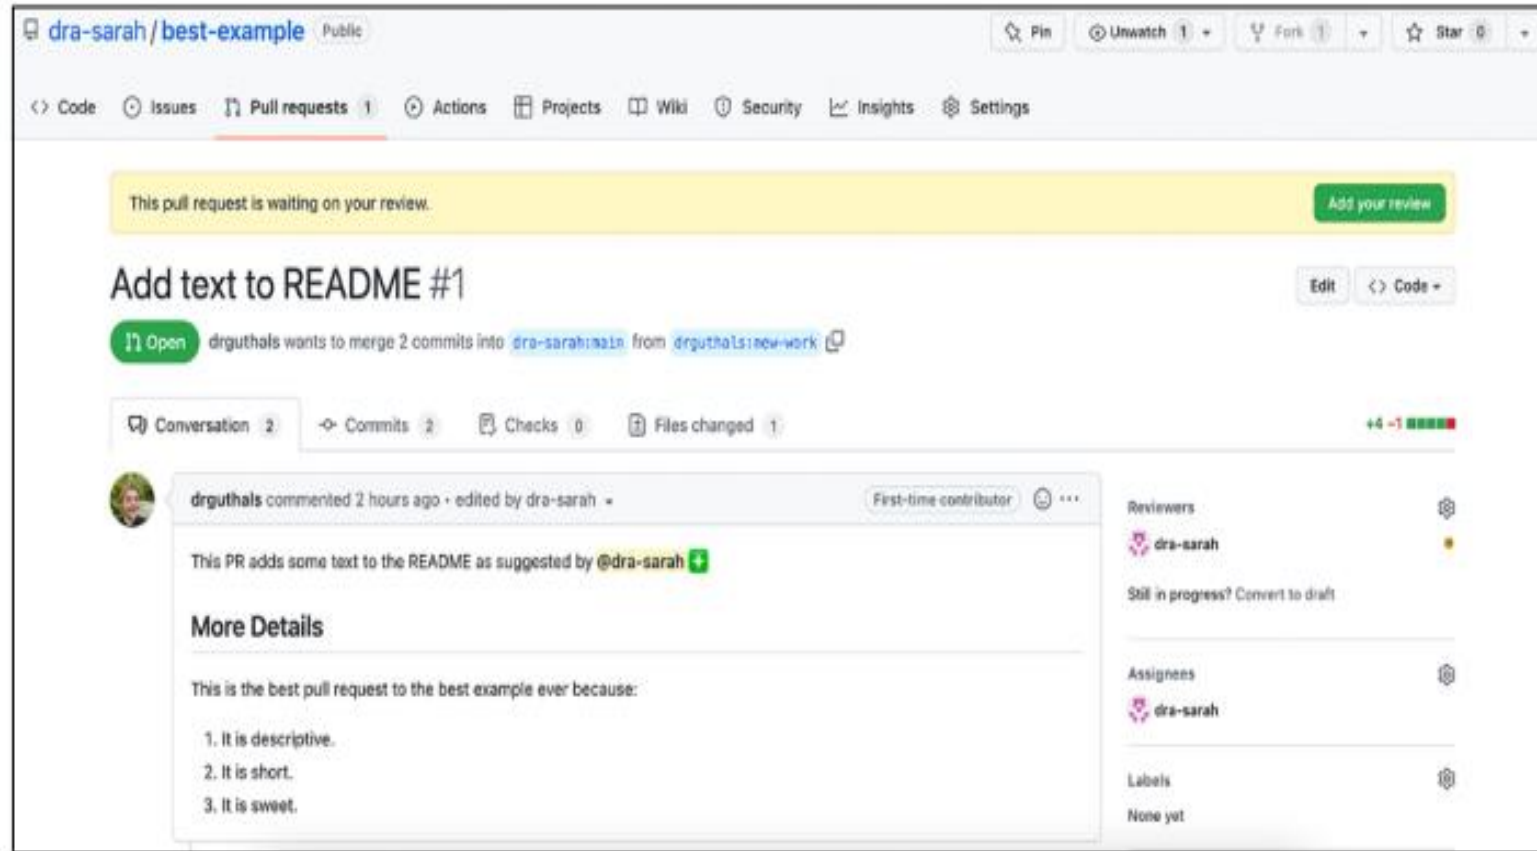 dra-sarah / best-example Public Pin Unwatch 1 Fork 1 Star 0
Code Issues Pull requests 1 Actions Projects Wiki Security Insights Settings
This pull request is waiting on your review. Add your review
Add text to README #1 Edit Code
Open drguthals wants to merge 2 commits into dra-sarah:main from drguthals:new-work
Conversation 2 Commits 2 Checks 0 Files changed 1 +4 −1
drguthals commented 2 hours ago • edited by dra-sarah First-time contributor ...
This PR adds some text to the README as suggested by @dra-sarah
More Details
This is the best pull request to the best example ever because:
1. It is descriptive.
2. It is short.
3. It is sweet.
Reviewers
dra-sarah
Still in progress? Convert to draft
Assignees
dra-sarah
Labels
None yet